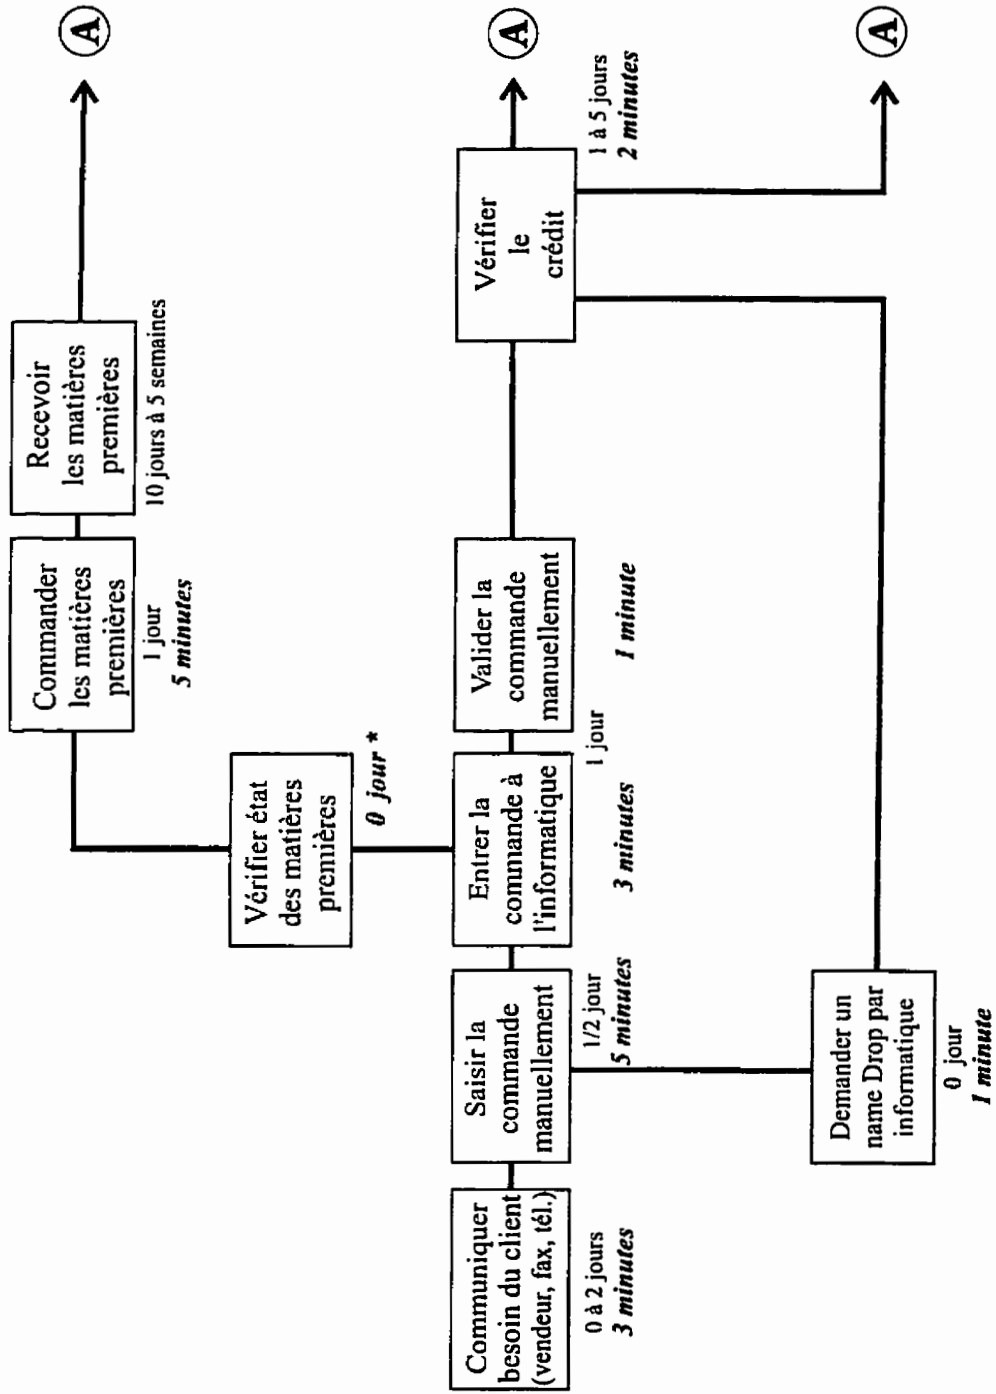 Commander
les matières
premières
1 jour
5 minutes
Recevoir
les matières
premières
10 jours à 5 semaines
A
Vérifier état
des matières
premières
0 jour *
Communiquer
besoin du client
(vendeur, fax, tél.)
0 à 2 jours
3 minutes
Saisir la
commande
manuellement
1/2 jour
5 minutes
Entrer la
commande à
l'informatique
3 minutes
1 jour
Valider la
commande
manuellement
1 minute
Vérifier
le
crédit
1 à 5 jours
2 minutes
A
Demander un
name Drop par
informatique
0 jour
1 minute
A